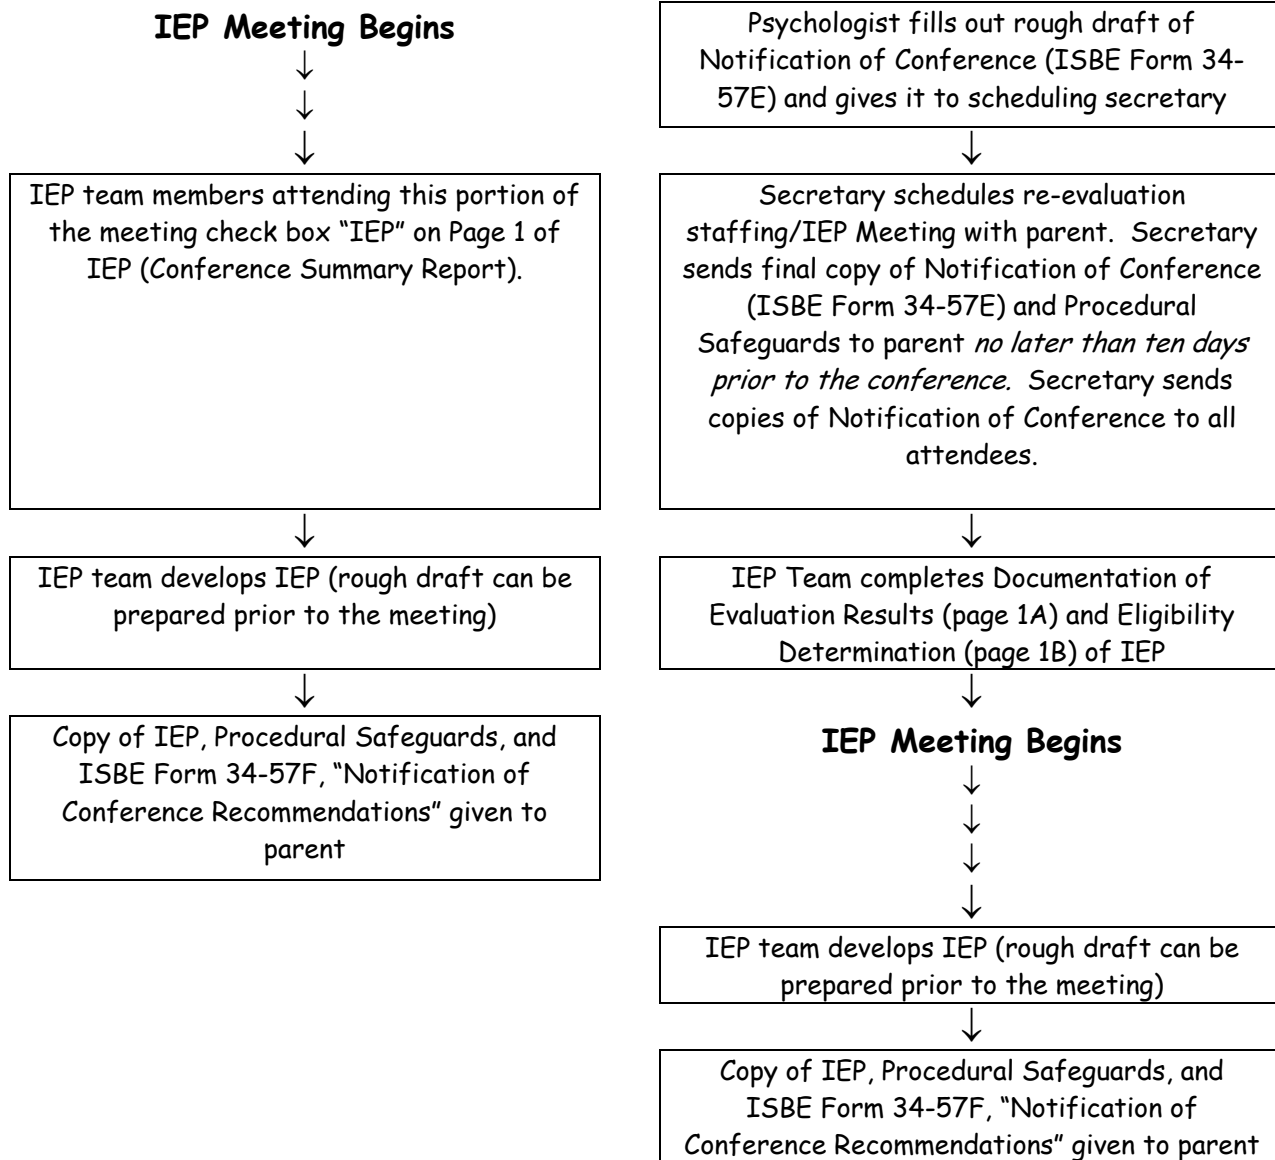 IEP Meeting Begins
↓
↓
↓
IEP team members attending this portion of
the meeting check box “IEP” on Page 1 of
IEP (Conference Summary Report).
↓
IEP team develops IEP (rough draft can be
prepared prior to the meeting)
↓
Copy of IEP, Procedural Safeguards, and
ISBE Form 34-57F, “Notification of
Conference Recommendations” given to
parent
Psychologist fills out rough draft of
Notification of Conference (ISBE Form 34-
57E) and gives it to scheduling secretary
↓
Secretary schedules re-evaluation
staffing/IEP Meeting with parent. Secretary
sends final copy of Notification of Conference
(ISBE Form 34-57E) and Procedural
Safeguards to parent no later than ten days
prior to the conference. Secretary sends
copies of Notification of Conference to all
attendees.
↓
IEP Team completes Documentation of
Evaluation Results (page 1A) and Eligibility
Determination (page 1B) of IEP
↓
IEP Meeting Begins
↓
↓
↓
↓
IEP team develops IEP (rough draft can be
prepared prior to the meeting)
↓
Copy of IEP, Procedural Safeguards, and
ISBE Form 34-57F, “Notification of
Conference Recommendations” given to parent